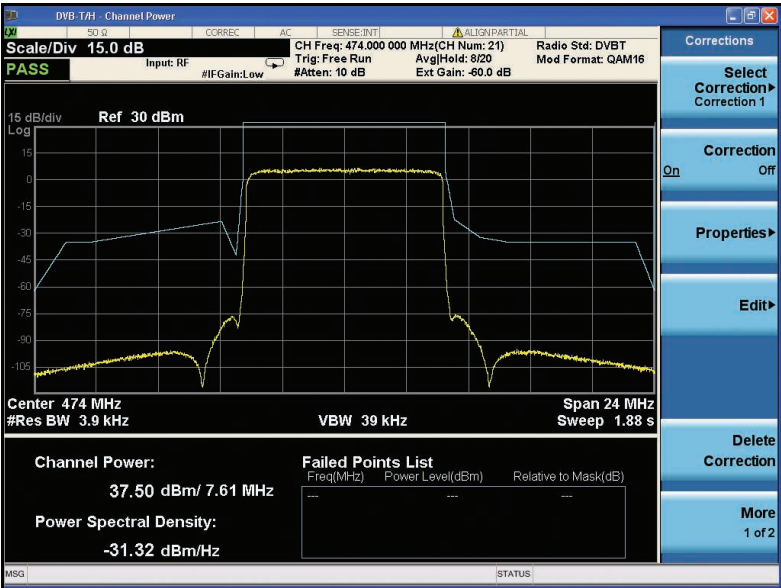 DVB-T/H - Channel Power
LXI
50 Ω CORREC AC SENSE:INT ALIGN PARTIAL
Scale/Div 15.0 dB
CH Freq: 474.000 000 MHz(CH Num: 21) Radio Std: DVBT
Trig: Free Run Avg|Hold: 8/20 Mod Format: QAM16
PASS Input: RF #IFGain:Low #Atten: 10 dB Ext Gain: -60.0 dB
15 dB/div Ref 30 dBm
Log
15
0
-15
-30
-45
-60
-75
-90
-105
Center 474 MHz Span 24 MHz
#Res BW 3.9 kHz VBW 39 kHz Sweep 1.88 s
Channel Power:
37.50 dBm/ 7.61 MHz
Power Spectral Density:
-31.32 dBm/Hz
Failed Points List
Freq(MHz) Power Level(dBm) Relative to Mask(dB)
--- --- ---
Corrections
Select
Correction
Correction 1
Correction
On Off
Properties
Edit
Delete
Correction
More
1 of 2
MSG STATUS